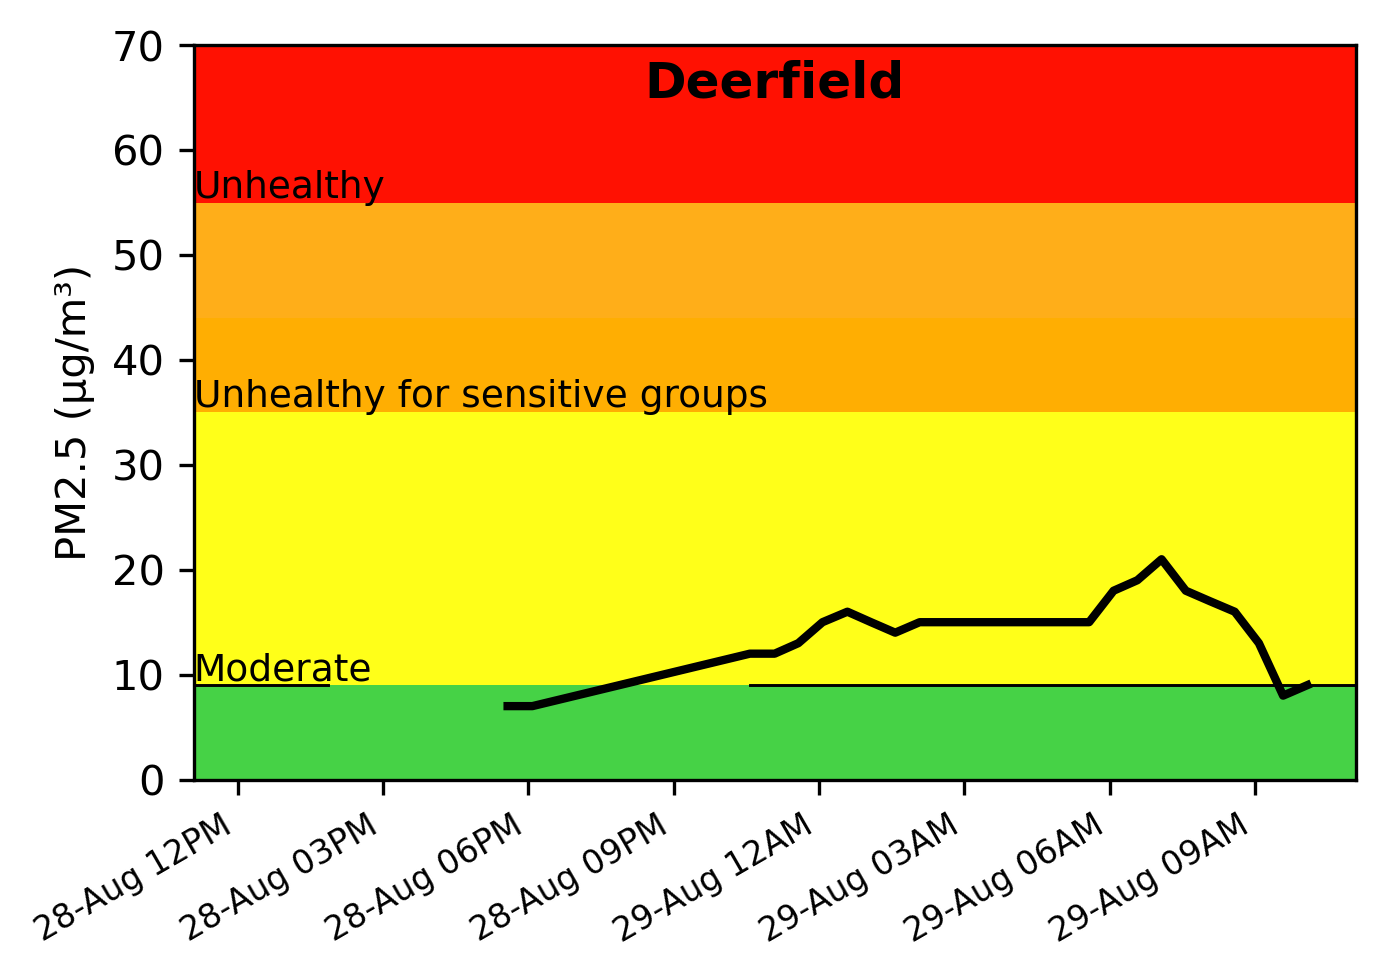 Deerfield
70
60
50
40
30
20
10
0
PM2.5 (µg/m³)
Unhealthy
Unhealthy for sensitive groups
Moderate
28-Aug 12PM
28-Aug 03PM
28-Aug 06PM
28-Aug 09PM
29-Aug 12AM
29-Aug 03AM
29-Aug 06AM
29-Aug 09AM